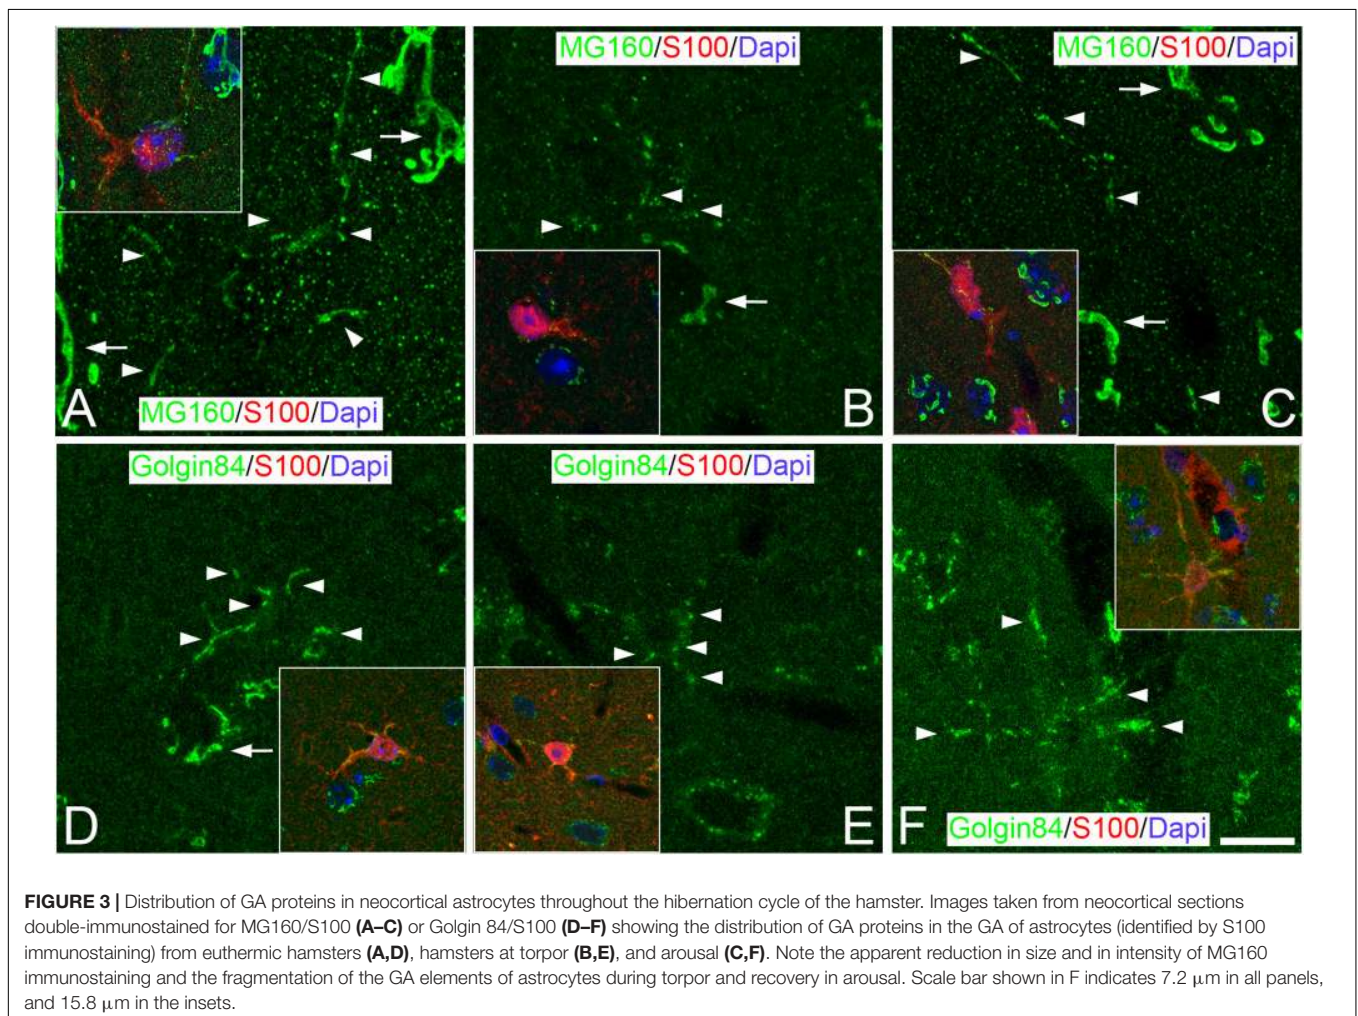 MG160/S100/Dapi
MG160/S100/Dapi
A
MG160/S100/Dapi
B
C
Golgin84/S100/Dapi
Golgin84/S100/Dapi
D
E
F
Golgin84/S100/Dapi
FIGURE 3 | Distribution of GA proteins in neocortical astrocytes throughout the hibernation cycle of the hamster. Images taken from neocortical sections
double-immunostained for MG160/S100 (A–C) or Golgin 84/S100 (D–F) showing the distribution of GA proteins in the GA of astrocytes (identified by S100
immunostaining) from euthermic hamsters (A,D), hamsters at torpor (B,E), and arousal (C,F). Note the apparent reduction in size and in intensity of MG160
immunostaining and the fragmentation of the GA elements of astrocytes during torpor and recovery in arousal. Scale bar shown in F indicates 7.2 μm in all panels,
and 15.8 μm in the insets.